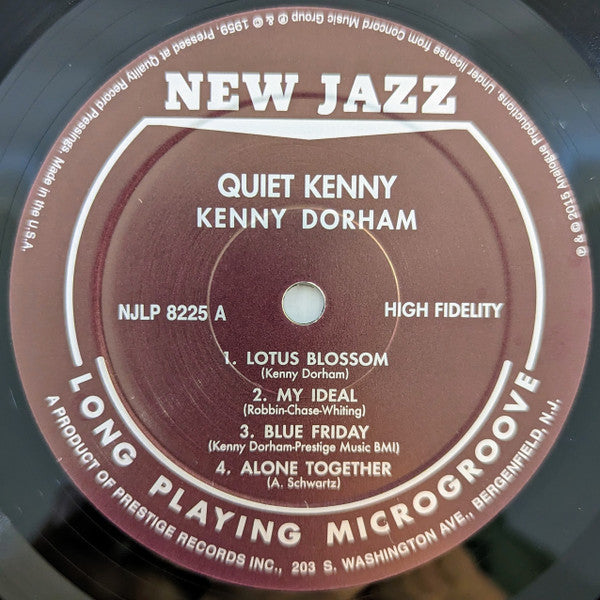 ℗ & © 1959. Pressed at Quality Record Pressings. Made in the U.S.A.
℗ & © 2015 Analogue Productions. Under license from Concord Music Group
NEW JAZZ
QUIET KENNY
KENNY DORHAM
NJLP 8225 A
HIGH FIDELITY
1. LOTUS BLOSSOM
(Kenny Dorham)
2. MY IDEAL
(Robbin-Chase-Whiting)
3. BLUE FRIDAY
(Kenny Dorham-Prestige Music BMI)
4. ALONE TOGETHER
(A. Schwartz)
LONG PLAYING MICROGROOVE
A PRODUCT OF PRESTIGE RECORDS INC., 203 S. WASHINGTON AVE., BERGENFIELD, N.J.